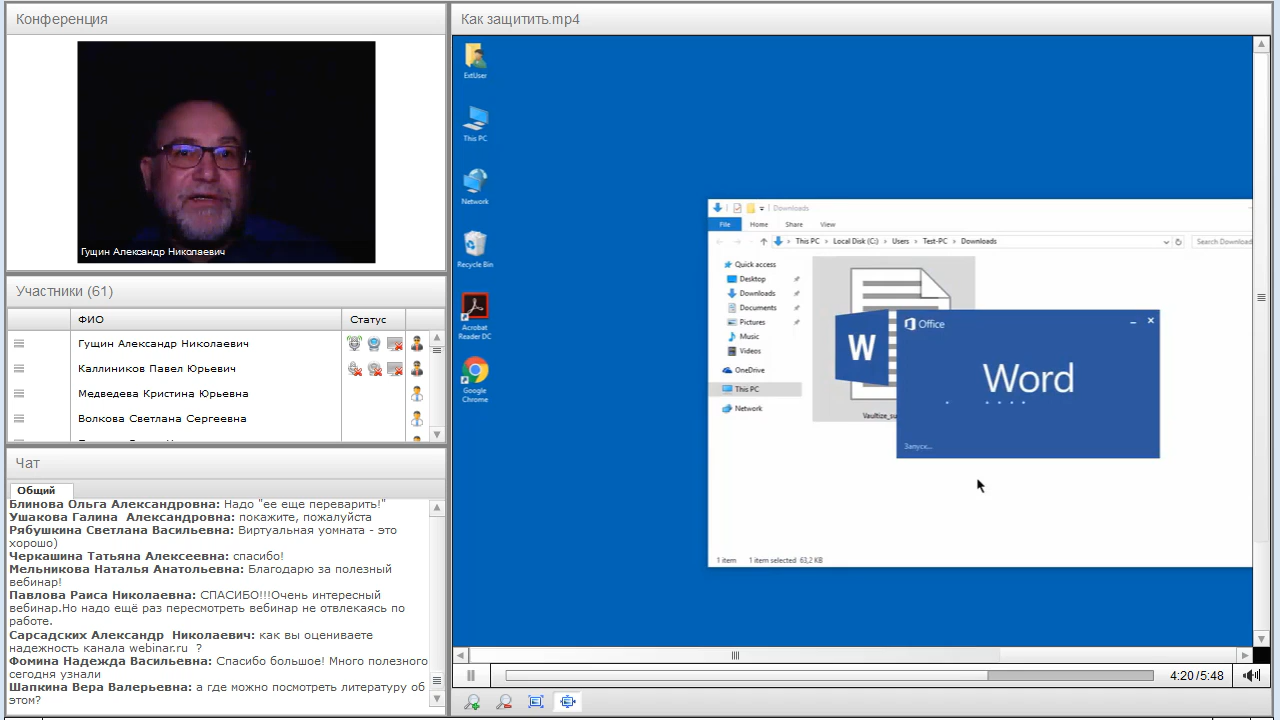 Конференция
Гущин Александр Николаевич
Участники (61)
ФИО
Статус
Гущин Александр Николаевич
Каллиников Павел Юрьевич
Медведева Кристина Юрьевна
Волкова Светлана Сергеевна
Чат
Общий
Блинова Ольга Александровна: Надо "ее еще переварить!"
Ушакова Галина Александровна: покажите, пожалуйста
Рябушкина Светлана Васильевна: Виртуальная уомната - это
хорошо)
Черкашина Татьяна Алексеевна: спасибо!
Мельникова Наталья Анатольевна: Благодарю за полезный
вебинар!
Павлова Раиса Николаевна: СПАСИБО!!!Очень интересный
вебинар.Но надо ещё раз пересмотреть вебинар не отвлекаясь по
работе.
Сарсадских Александр Николаевич: как вы оцениваете
надежность канала webinar.ru ?
Фомина Надежда Васильевна: Спасибо большое! Много полезного
сегодня узнали
Шапкина Вера Валерьевна: а где можно посмотреть литературу об
этом?
Как защитить.mp4
ExtUser
This PC
Network
Recycle Bin
Acrobat
Reader DC
Google
Chrome
Downloads
File Home Share View
This PC Local Disk (C:) Users Test-PC Downloads
Search Download
Quick access
Desktop
Downloads
Documents
Pictures
Music
Videos
OneDrive
This PC
Network
W
Vaultize_su
Office
Word
Запуск...
1 item 1 item selected 63,2 KB
4:20/5:48